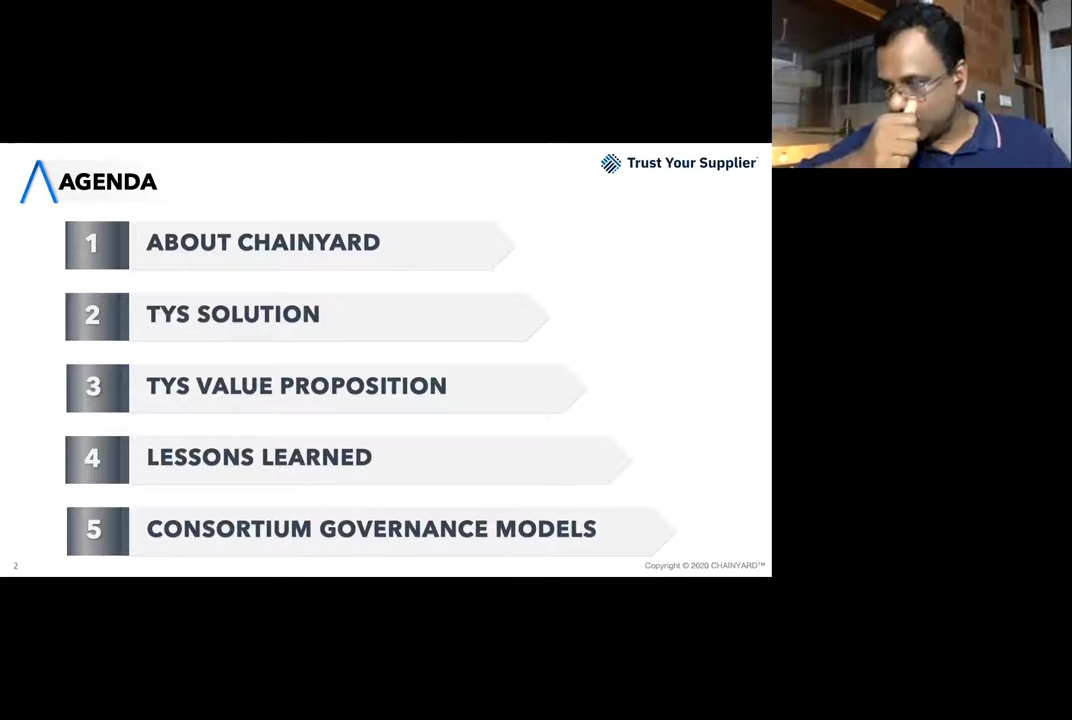 AGENDA
Trust Your Supplier
1 ABOUT CHAINYARD
2 TYS SOLUTION
3 TYS VALUE PROPOSITION
4 LESSONS LEARNED
5 CONSORTIUM GOVERNANCE MODELS
2
Copyright © 2020 CHAINYARD™